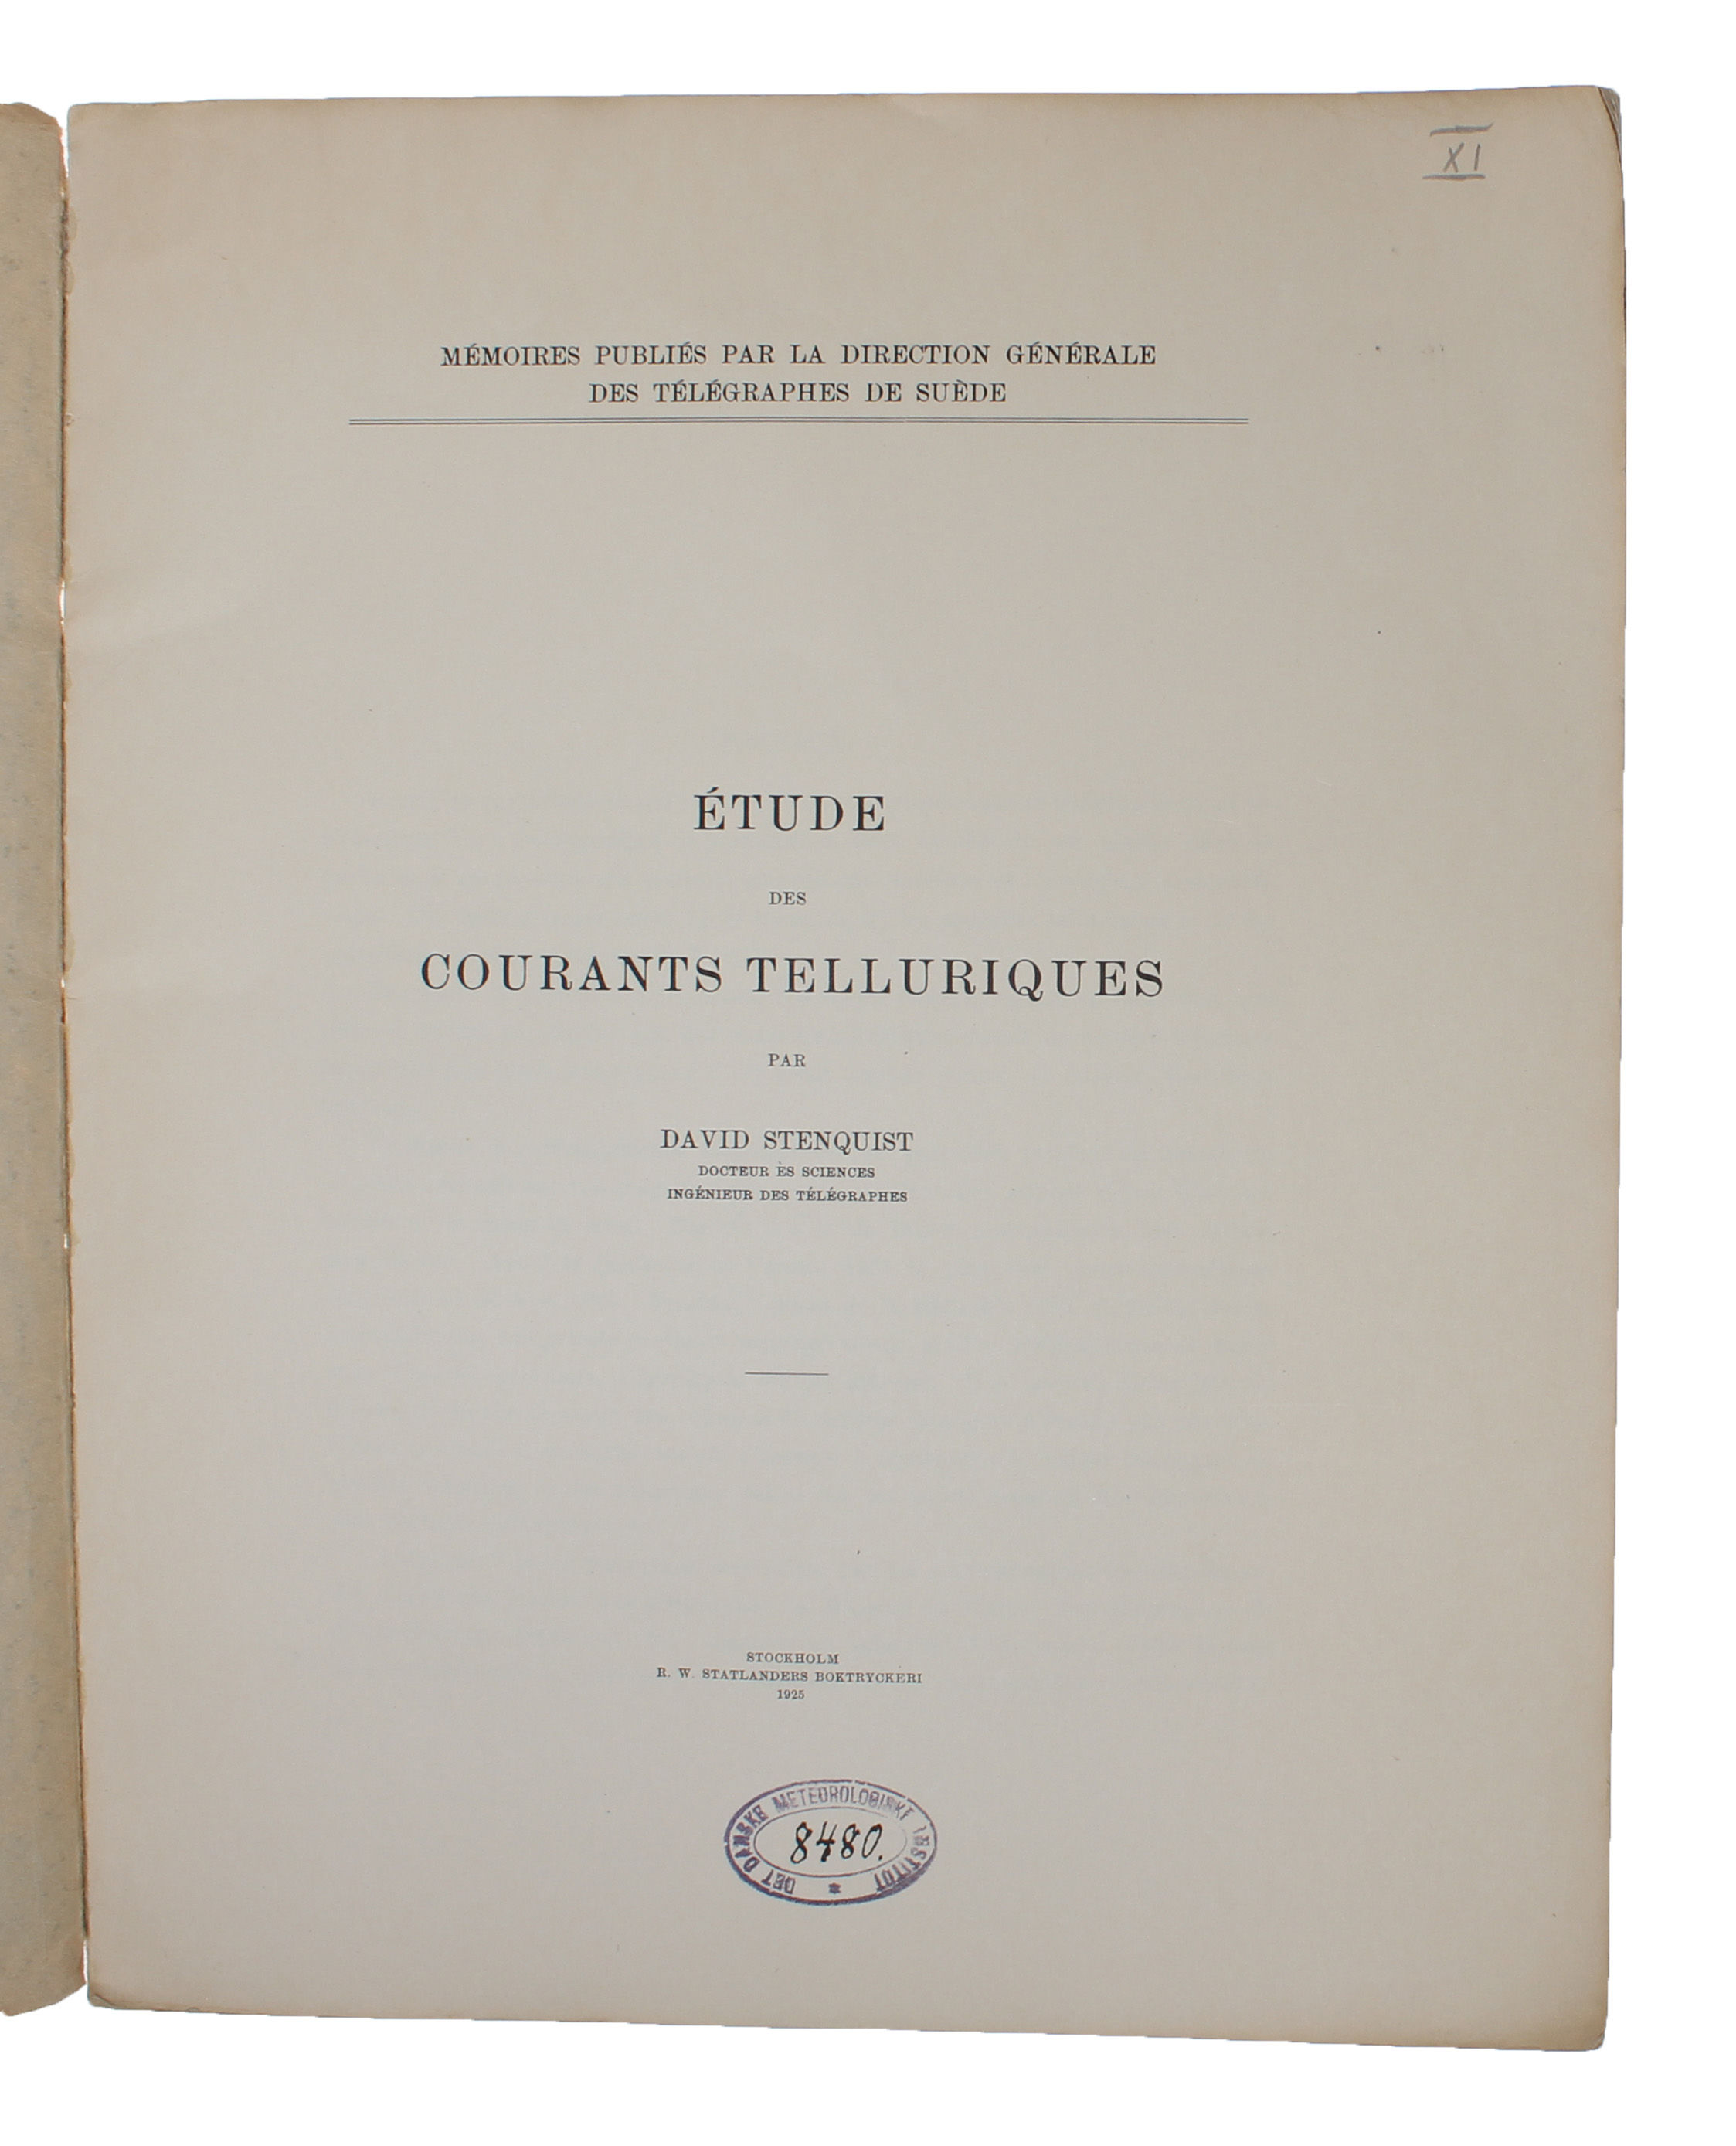 XI
MÉMOIRES PUBLIÉS PAR LA DIRECTION GÉNÉRALE
DES TÉLÉGRAPHES DE SUÈDE
ÉTUDE
DES
COURANTS TELLURIQUES
PAR
DAVID STENQUIST
DOCTEUR ÈS SCIENCES
INGÉNIEUR DES TÉLÉGRAPHES
STOCKHOLM
R. W. STATLANDERS BOKTRYCKERI
1925
DET DANSKE METEOROLOGISKE INSTITUT *
8480.